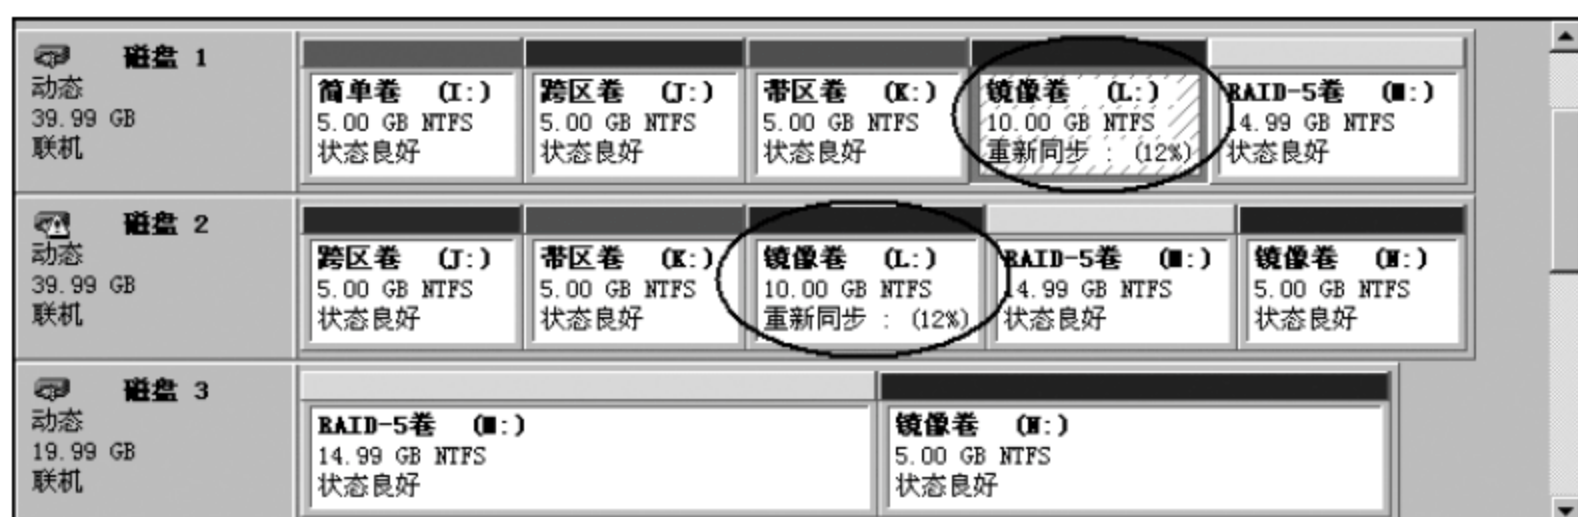 磁盘 1
动态
39.99 GB
联机
简单卷 (I:)
5.00 GB NTFS
状态良好
跨区卷 (J:)
5.00 GB NTFS
状态良好
带区卷 (K:)
5.00 GB NTFS
状态良好
镜像卷 (L:)
10.00 GB NTFS
重新同步 : (12%)
RAID-5卷 (M:)
14.99 GB NTFS
状态良好
磁盘 2
动态
39.99 GB
联机
跨区卷 (J:)
5.00 GB NTFS
状态良好
带区卷 (K:)
5.00 GB NTFS
状态良好
镜像卷 (L:)
10.00 GB NTFS
重新同步 : (12%)
RAID-5卷 (M:)
14.99 GB NTFS
状态良好
镜像卷 (N:)
5.00 GB NTFS
状态良好
磁盘 3
动态
19.99 GB
联机
RAID-5卷 (M:)
14.99 GB NTFS
状态良好
镜像卷 (N:)
5.00 GB NTFS
状态良好